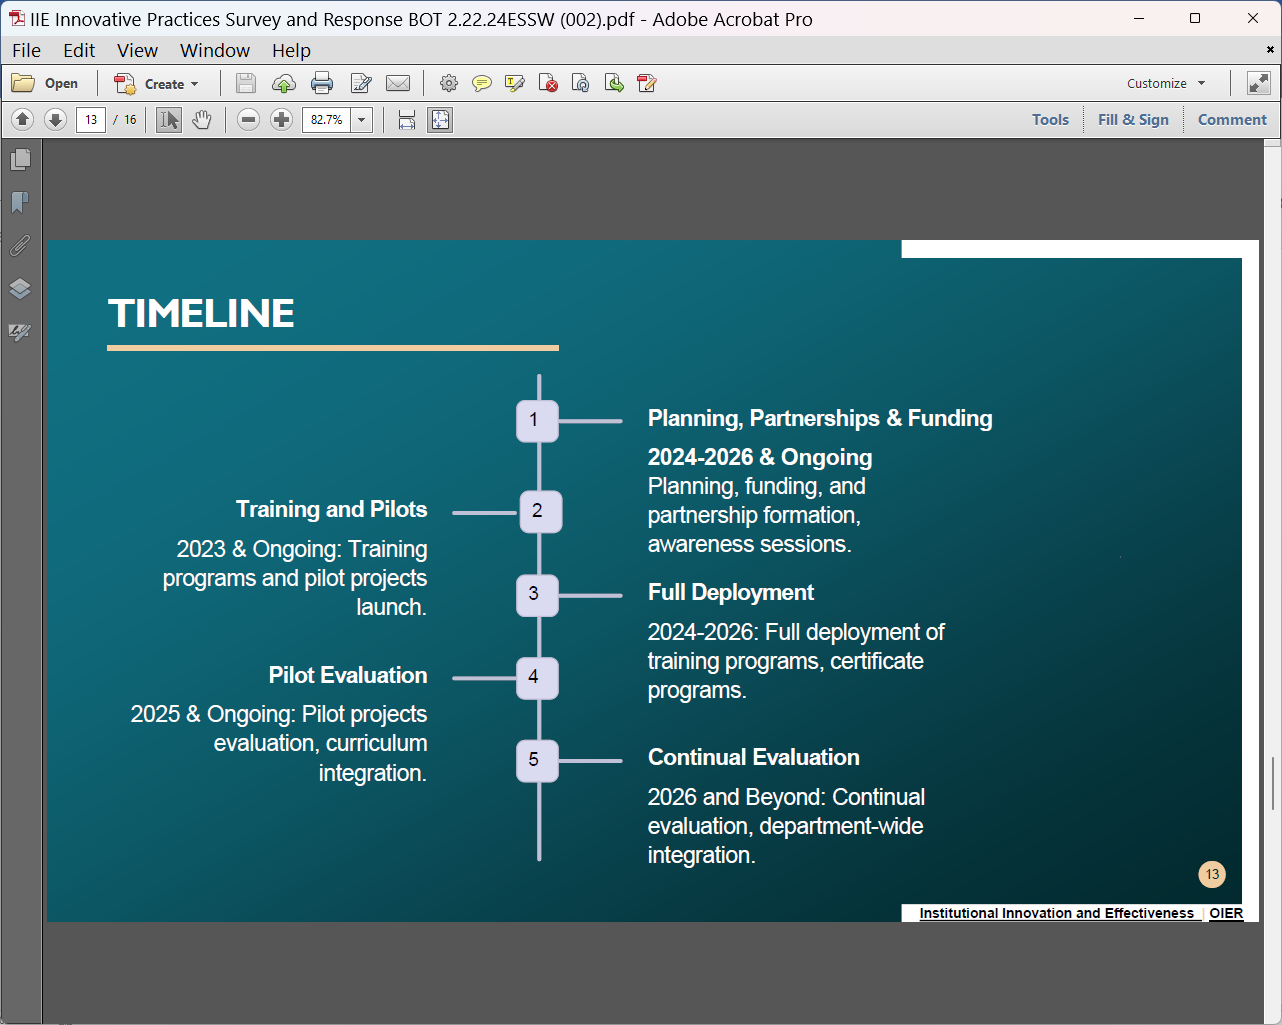 IIE Innovative Practices Survey and Response BOT 2.22.24ESSW (002).pdf - Adobe Acrobat Pro
File Edit View Window Help
Open Create Customize
13 / 16 82.7% Tools Fill & Sign Comment
TIMELINE
1
Planning, Partnerships & Funding
2024-2026 & Ongoing
Planning, funding, and
partnership formation,
awareness sessions.
2
Training and Pilots
2023 & Ongoing: Training
programs and pilot projects
launch.
3
Full Deployment
2024-2026: Full deployment of
training programs, certificate
programs.
4
Pilot Evaluation
2025 & Ongoing: Pilot projects
evaluation, curriculum
integration.
5
Continual Evaluation
2026 and Beyond: Continual
evaluation, department-wide
integration.
13
Institutional Innovation and Effectiveness | OIER